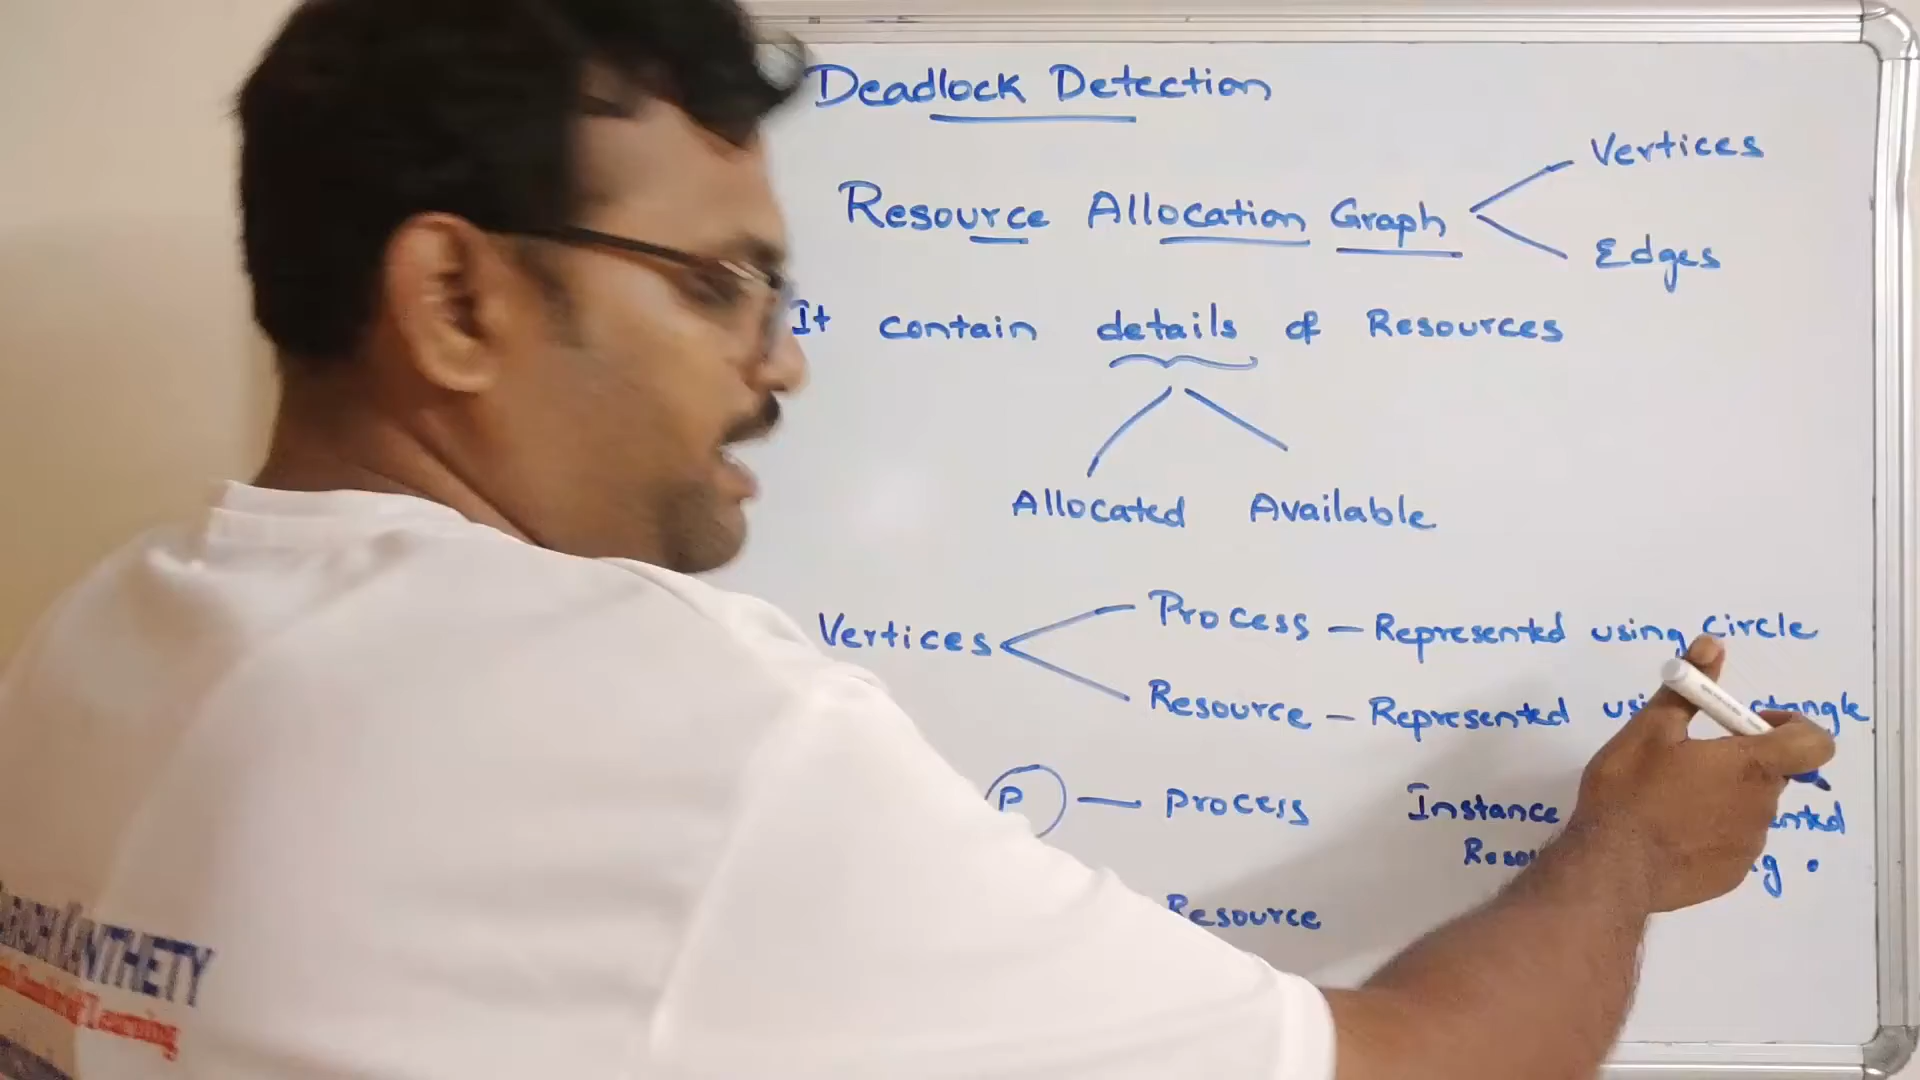 Deadlock Detection
Resource Allocation Graph
Vertices
Edges
It contain details of Resources
Allocated Available
Vertices
Process – Represented using Circle
Resource – Represented
P – Process
Instance
Resource